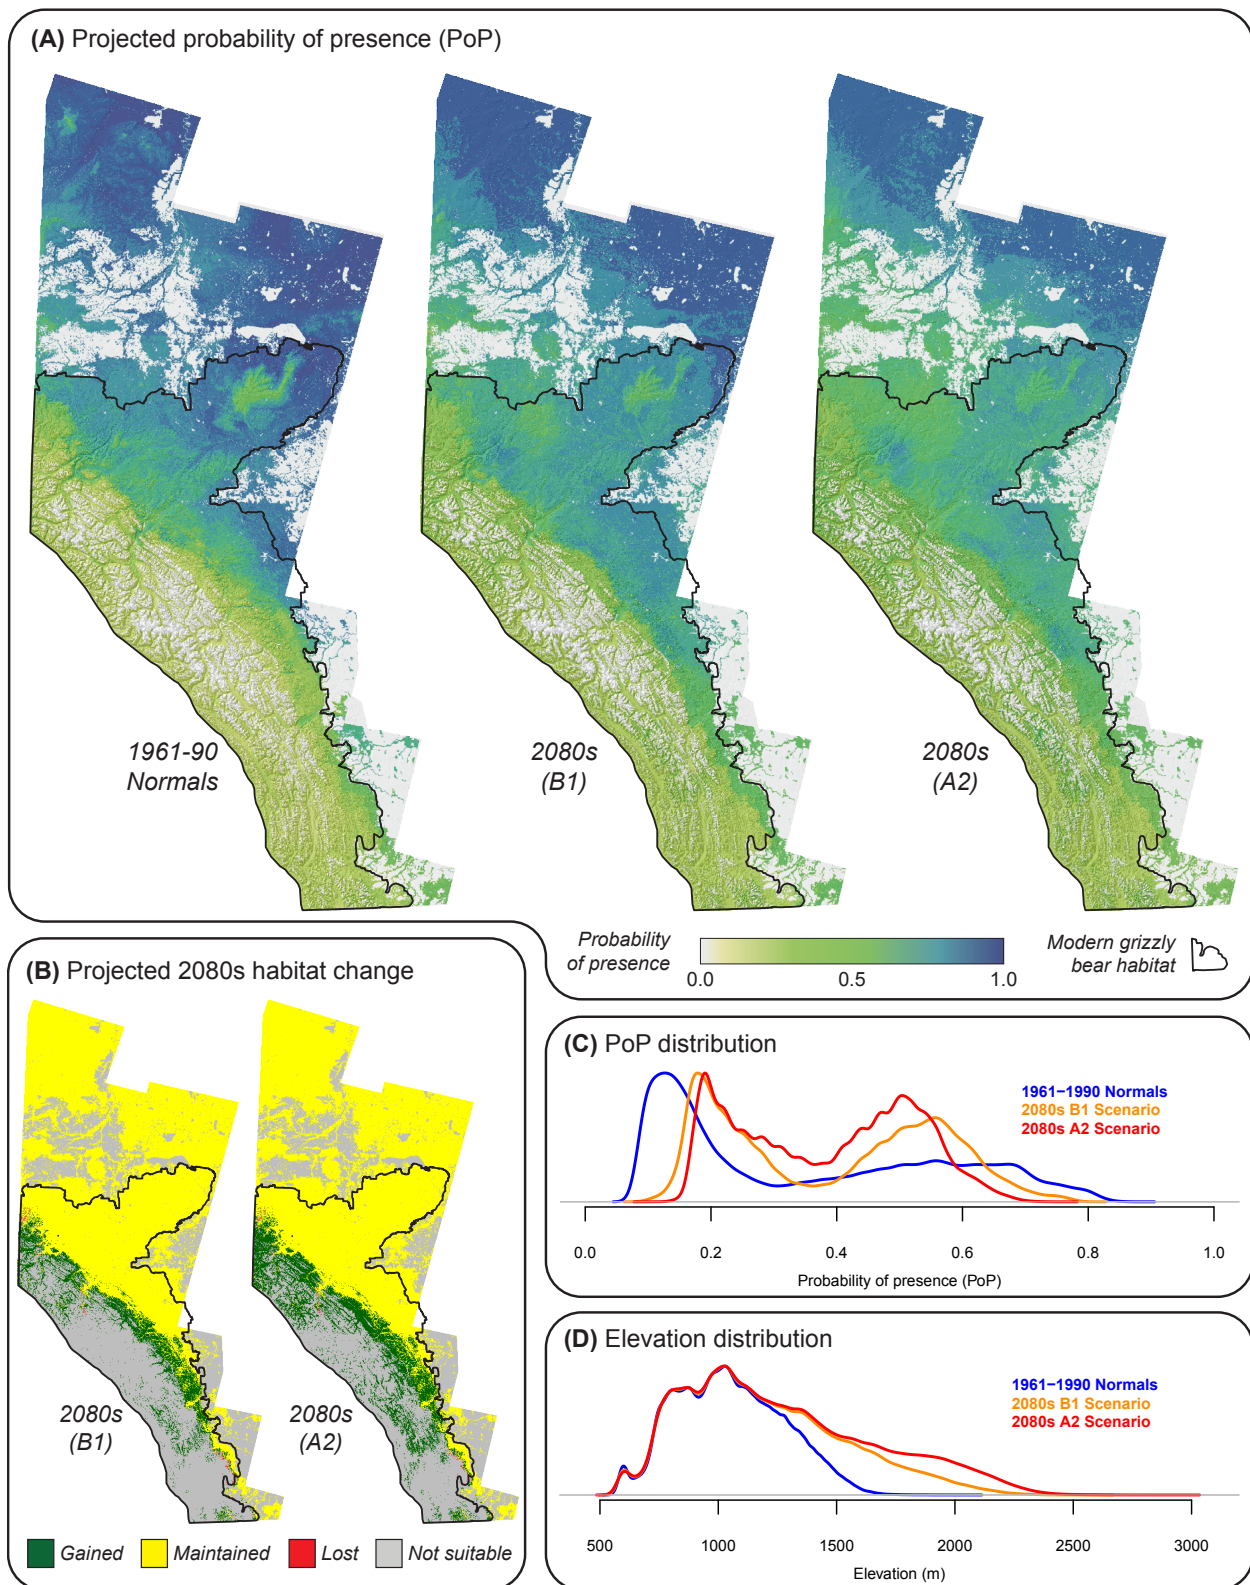 (A) Projected probability of presence (PoP)
1961-90
Normals
2080s
(B1)
2080s
(A2)
Probability
of presence
0.0
0.5
1.0
Modern grizzly
bear habitat
(B) Projected 2080s habitat change
2080s
(B1)
2080s
(A2)
Gained
Maintained
Lost
Not suitable
(C) PoP distribution
1961−1990 Normals
2080s B1 Scenario
2080s A2 Scenario
0.0
0.2
0.4
0.6
0.8
1.0
Probability of presence (PoP)
(D) Elevation distribution
1961−1990 Normals
2080s B1 Scenario
2080s A2 Scenario
500
1000
1500
2000
2500
3000
Elevation (m)